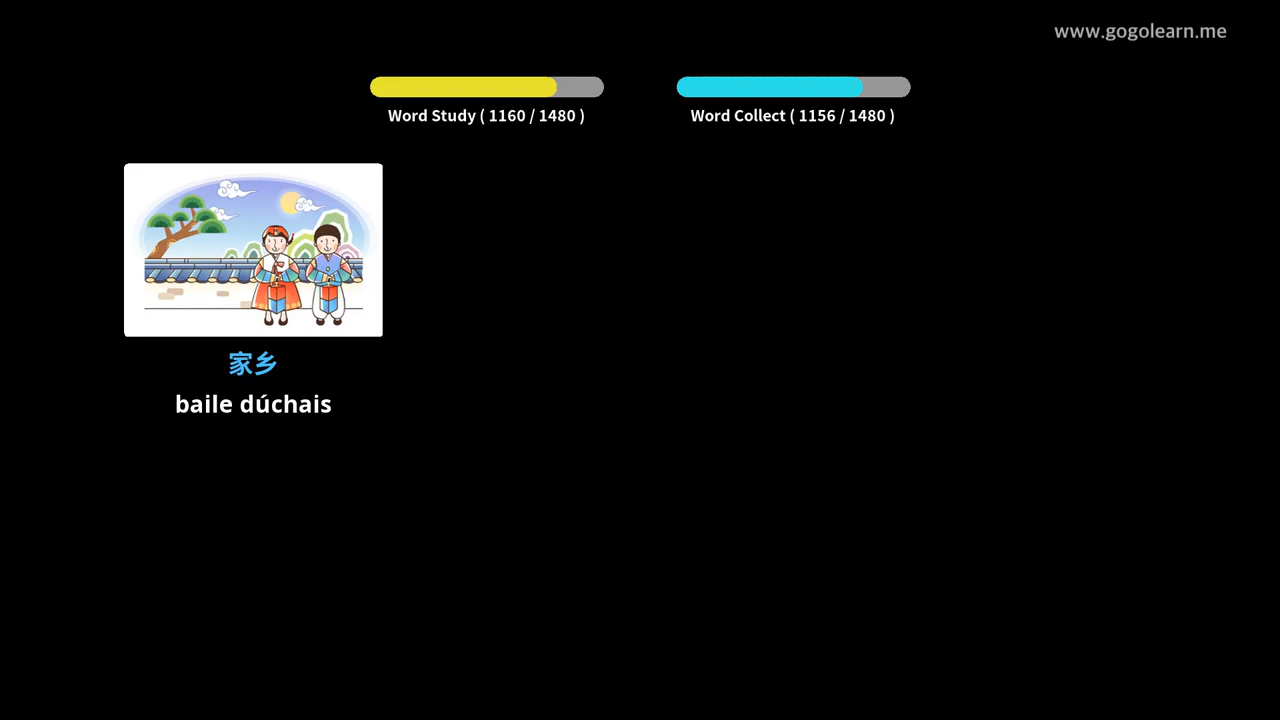 www.gogolearn.me
Word Study ( 1160 / 1480 )
Word Collect ( 1156 / 1480 )
家乡
baile dúchais